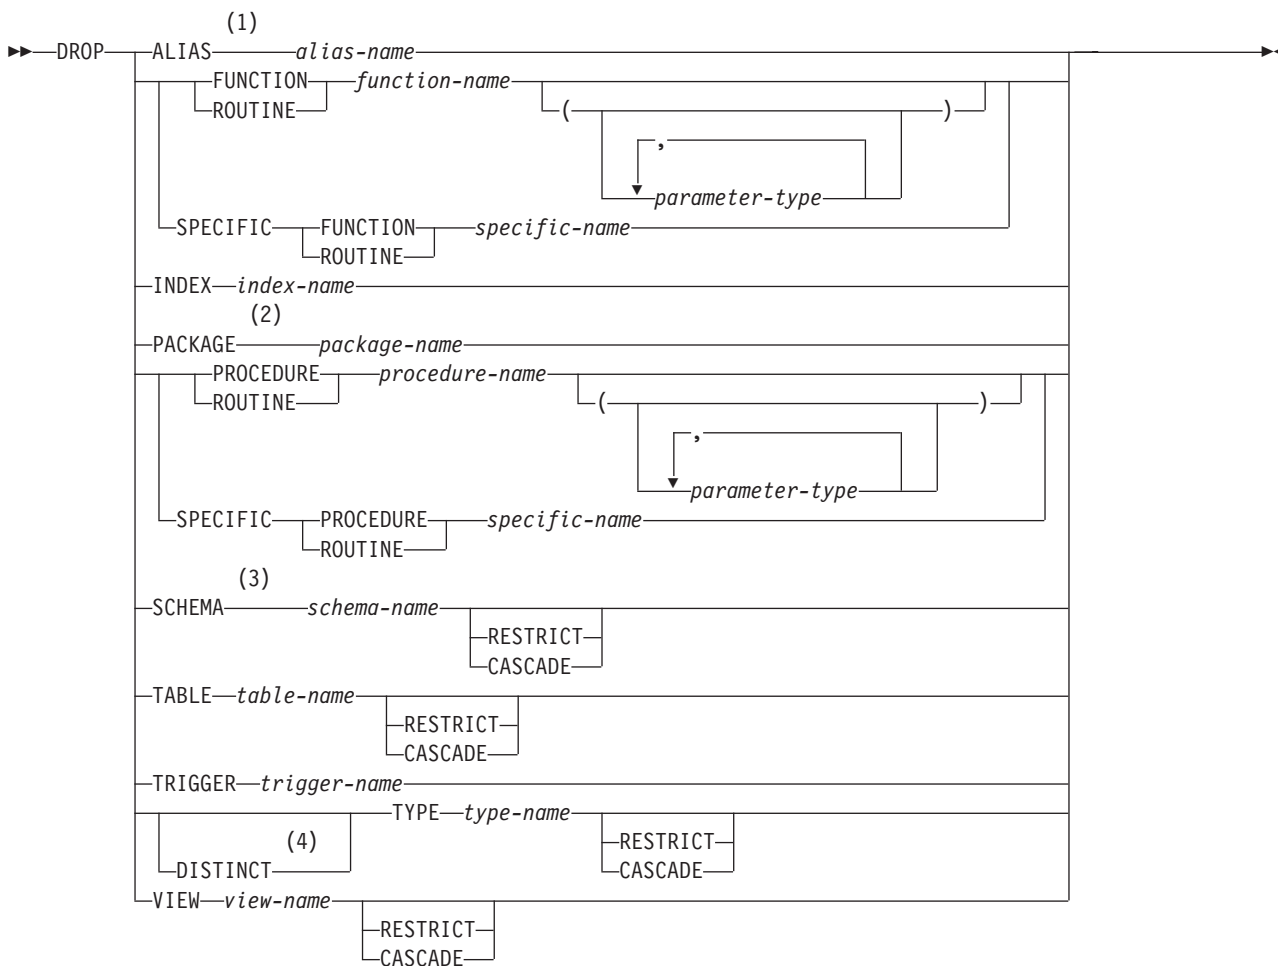 (1)
DROP ALIAS alias-name
FUNCTION function-name
ROUTINE ( )
,
parameter-type
SPECIFIC FUNCTION specific-name
ROUTINE
INDEX index-name
(2)
PACKAGE package-name
PROCEDURE procedure-name
ROUTINE ( )
,
parameter-type
SPECIFIC PROCEDURE specific-name
ROUTINE
(3)
SCHEMA schema-name
RESTRICT
CASCADE
TABLE table-name
RESTRICT
CASCADE
TRIGGER trigger-name
TYPE type-name
(4) RESTRICT
DISTINCT CASCADE
VIEW view-name
RESTRICT
CASCADE